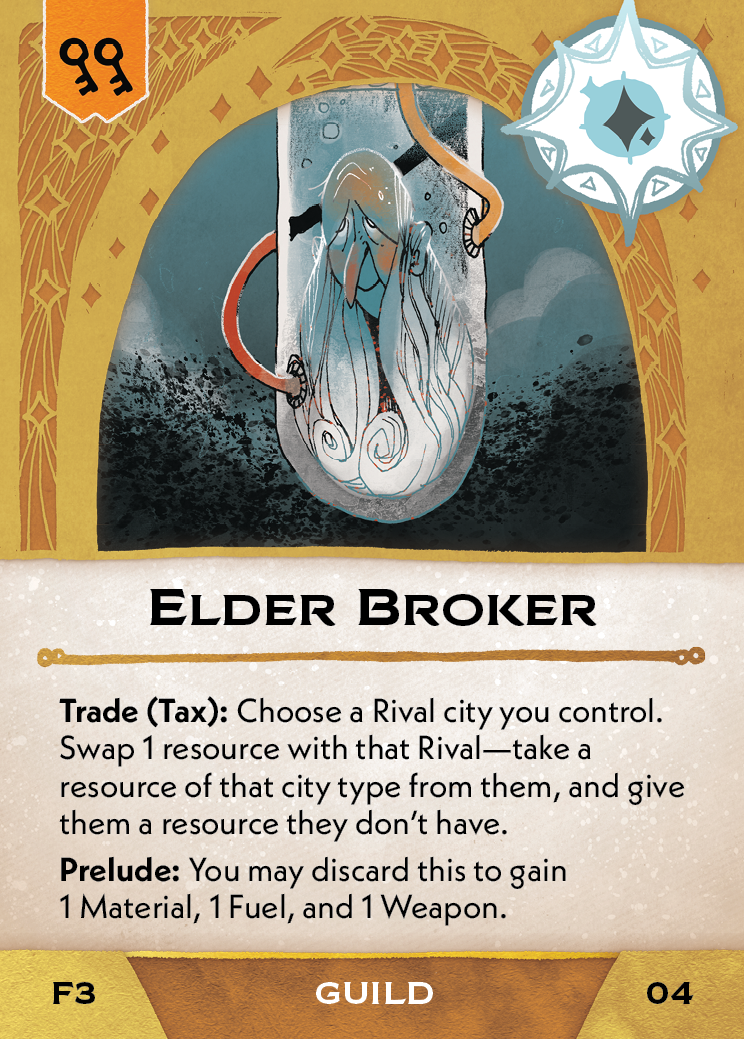 Elder Broker
Trade (Tax): Choose a Rival city you control.
Swap 1 resource with that Rival—take a
resource of that city type from them, and give
them a resource they don’t have.
Prelude: You may discard this to gain
1 Material, 1 Fuel, and 1 Weapon.
F3 GUILD 04